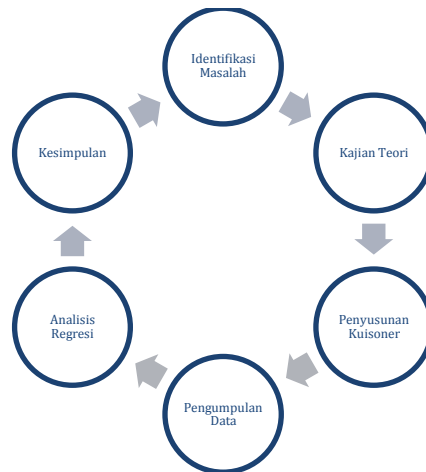 Identifikasi
Masalah
Kajian Teori
Penyusunan
Kuisoner
Pengumpulan
Data
Analisis
Regresi
Kesimpulan